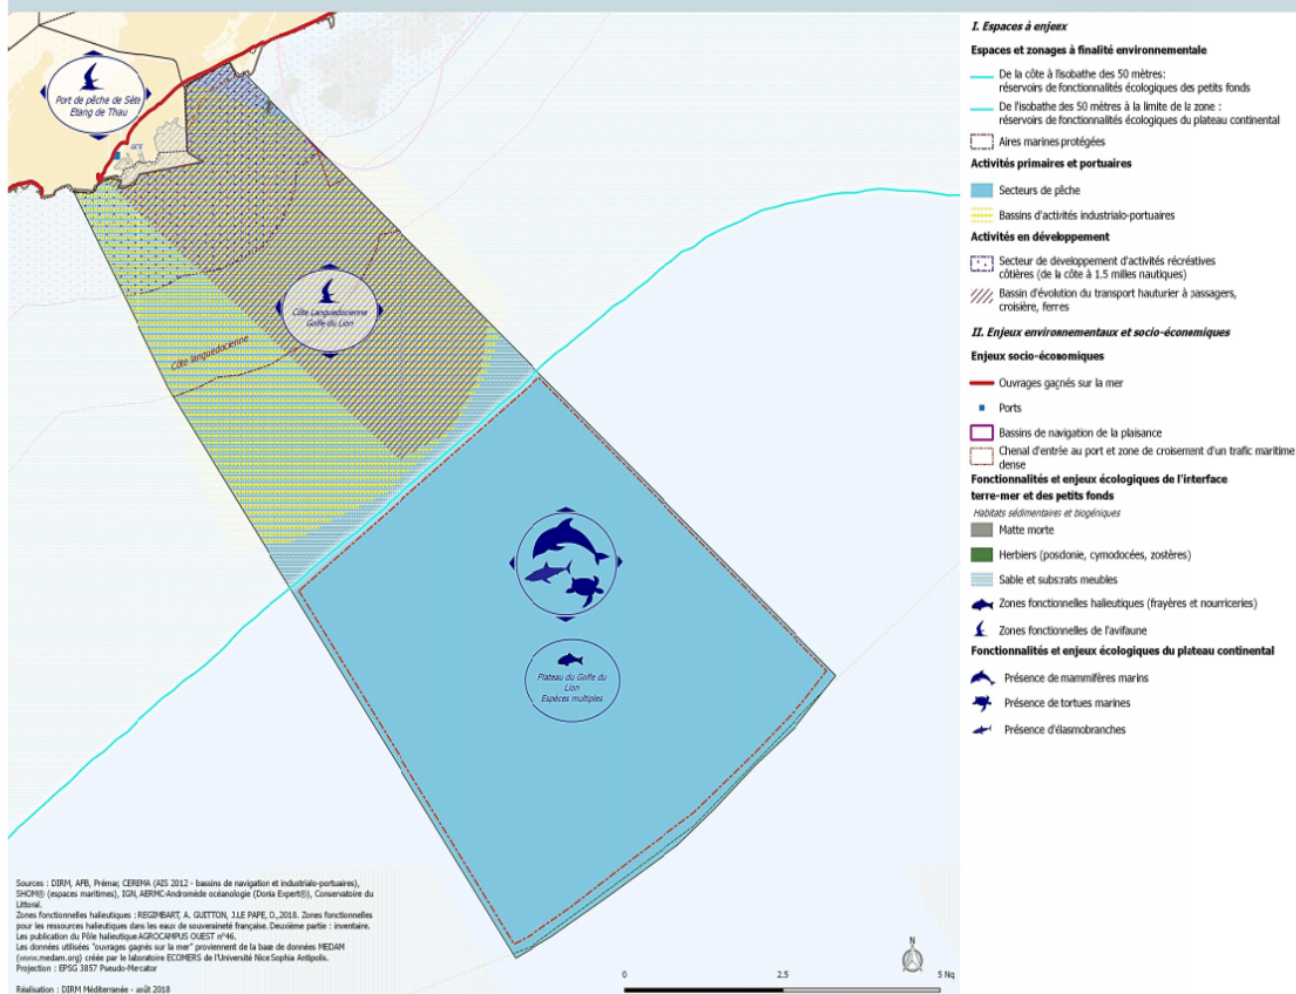 Port de pêche de Sète
Etang de Thau
SETE
Côte Languedocienne
Golfe du Lion
Côte languedocienne
Plateau du Golfe du
Lion
Espèces multiples
I. Espaces à enjeux
Espaces et zonages à finalité environnementale
De la côte à l'isobathe des 50 mètres:
réservoirs de fonctionnalités écologiques des petits fonds
De l'isobathe des 50 mètres à la limite de la zone :
réservoirs de fonctionnalités écologiques du plateau continental
Aires marines protégées
Activités primaires et portuaires
Secteurs de pêche
Bassins d'activités industrialo-portuaires
Activités en développement
Secteur de développement d'activités récréatives
côtières (de la côte à 1.5 milles nautiques)
Bassin d'évolution du transport hauturier à passagers,
croisière, ferres
II. Enjeux environnementaux et socio-économiques
Enjeux socio-économiques
Ouvrages gagnés sur la mer
Ports
Bassins de navigation de la plaisance
Chenal d'entrée au port et zone de croisement d'un trafic maritime
dense
Fonctionnalités et enjeux écologiques de l'interface
terre-mer et des petits fonds
Habitats sédimentaires et biogéniques
Matte morte
Herbiers (posdonie, cymodocées, zostères)
Sable et substrats meubles
Zones fonctionnelles halieutiques (frayères et nourriceries)
Zones fonctionnelles de l'avifaune
Fonctionnalités et enjeux écologiques du plateau continental
Présence de mammifères marins
Présence de tortues marines
Présence d'élasmobranches
Sources : DIRM, AFB, Prémar, CEREMA (AIS 2012 - bassins de navigation et industrialo-portuaires),
SHOM® (espaces maritimes), IGN, AERMC-Andromède océanologie (Donia Expert®), Conservatoire du
Littoral.
Zones fonctionnelles halieutiques : REGIMBART, A. GUITTON, J.LE PAPE, O.,2018. Zones fonctionnelles
pour les ressources halieutiques dans les eaux de souveraineté française. Deuxième partie : inventaire.
Les publication du Pôle halieutique AGROCAMPUS OUEST n°46.
Les données utilisées "ouvrages gagnés sur la mer" proviennent de la base de données MEDAM
(www.medam.org) créée par le laboratoire ECOMERS de l'Université Nice Sophia Antipolis.
Projection : EPSG 3857 Pseudo-Mercator
Réalisation : DIRM Méditerranée - août 2018
N
0 2.5 5 Nq